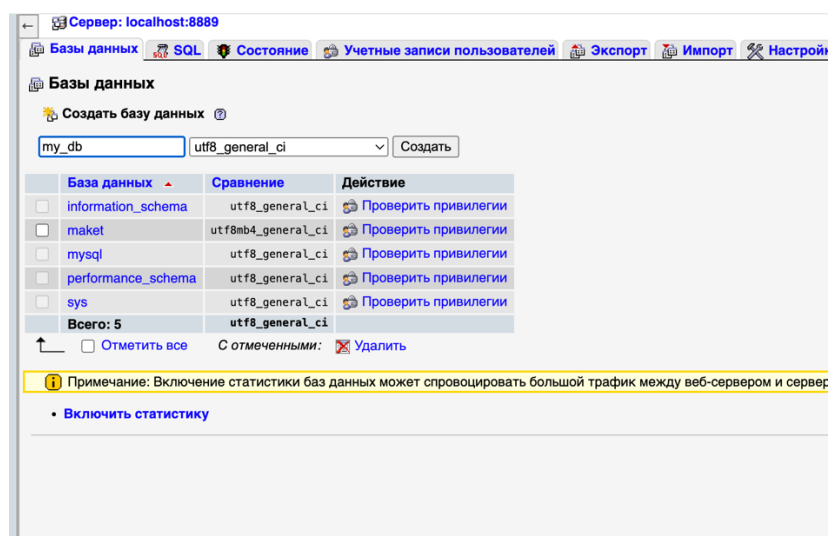 ← Сервер: localhost:8889
Базы данных SQL Состояние Учетные записи пользователей Экспорт Импорт Настройк
Базы данных
Создать базу данных
my_db utf8_general_ci Создать
База данных Сравнение Действие
information_schema utf8_general_ci Проверить привилегии
maket utf8mb4_general_ci Проверить привилегии
mysql utf8_general_ci Проверить привилегии
performance_schema utf8_general_ci Проверить привилегии
sys utf8_general_ci Проверить привилегии
Всего: 5 utf8_general_ci
Отметить все С отмеченными: Удалить
Примечание: Включение статистики баз данных может спровоцировать большой трафик между веб-сервером и сервер
• Включить статистику